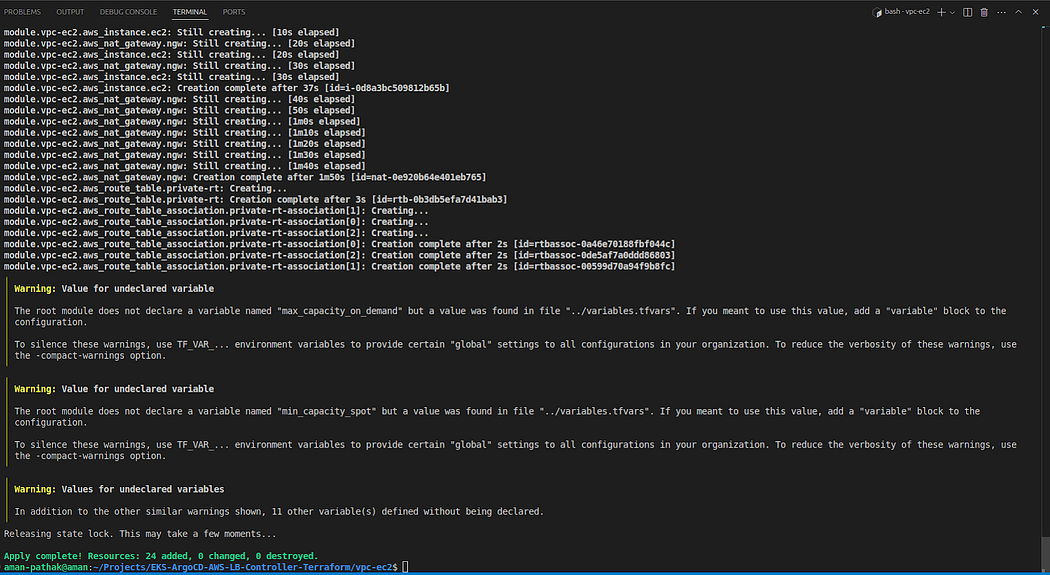 PROBLEMS OUTPUT DEBUG CONSOLE TERMINAL PORTS bash - vpc-ec2
module.vpc-ec2.aws_instance.ec2: Still creating... [10s elapsed]
module.vpc-ec2.aws_nat_gateway.ngw: Still creating... [20s elapsed]
module.vpc-ec2.aws_instance.ec2: Still creating... [20s elapsed]
module.vpc-ec2.aws_nat_gateway.ngw: Still creating... [30s elapsed]
module.vpc-ec2.aws_instance.ec2: Still creating... [30s elapsed]
module.vpc-ec2.aws_instance.ec2: Creation complete after 37s [id=i-0d8a3bc509812b65b]
module.vpc-ec2.aws_nat_gateway.ngw: Still creating... [40s elapsed]
module.vpc-ec2.aws_nat_gateway.ngw: Still creating... [50s elapsed]
module.vpc-ec2.aws_nat_gateway.ngw: Still creating... [1m0s elapsed]
module.vpc-ec2.aws_nat_gateway.ngw: Still creating... [1m10s elapsed]
module.vpc-ec2.aws_nat_gateway.ngw: Still creating... [1m20s elapsed]
module.vpc-ec2.aws_nat_gateway.ngw: Still creating... [1m30s elapsed]
module.vpc-ec2.aws_nat_gateway.ngw: Still creating... [1m40s elapsed]
module.vpc-ec2.aws_nat_gateway.ngw: Creation complete after 1m50s [id=nat-0e920b64e401eb765]
module.vpc-ec2.aws_route_table.private-rt: Creating...
module.vpc-ec2.aws_route_table.private-rt: Creation complete after 3s [id=rtb-0b3db5efa7d41bab3]
module.vpc-ec2.aws_route_table_association.private-rt-association[1]: Creating...
module.vpc-ec2.aws_route_table_association.private-rt-association[0]: Creating...
module.vpc-ec2.aws_route_table_association.private-rt-association[2]: Creating...
module.vpc-ec2.aws_route_table_association.private-rt-association[0]: Creation complete after 2s [id=rtbassoc-0a46e70188fbf044c]
module.vpc-ec2.aws_route_table_association.private-rt-association[2]: Creation complete after 2s [id=rtbassoc-0de5af7a0ddd86803]
module.vpc-ec2.aws_route_table_association.private-rt-association[1]: Creation complete after 2s [id=rtbassoc-00599d70a94f9b8fc]
Warning: Value for undeclared variable
The root module does not declare a variable named "max_capacity_on_demand" but a value was found in file "../variables.tfvars". If you meant to use this value, add a "variable" block to the
configuration.
To silence these warnings, use TF_VAR_... environment variables to provide certain "global" settings to all configurations in your organization. To reduce the verbosity of these warnings, use
the -compact-warnings option.
Warning: Value for undeclared variable
The root module does not declare a variable named "min_capacity_spot" but a value was found in file "../variables.tfvars". If you meant to use this value, add a "variable" block to the
configuration.
To silence these warnings, use TF_VAR_... environment variables to provide certain "global" settings to all configurations in your organization. To reduce the verbosity of these warnings, use
the -compact-warnings option.
Warning: Values for undeclared variables
In addition to the other similar warnings shown, 11 other variable(s) defined without being declared.
Releasing state lock. This may take a few moments...
Apply complete! Resources: 24 added, 0 changed, 0 destroyed.
aman-pathak@aman:~/Projects/EKS-ArgoCD-AWS-LB-Controller-Terraform/vpc-ec2$